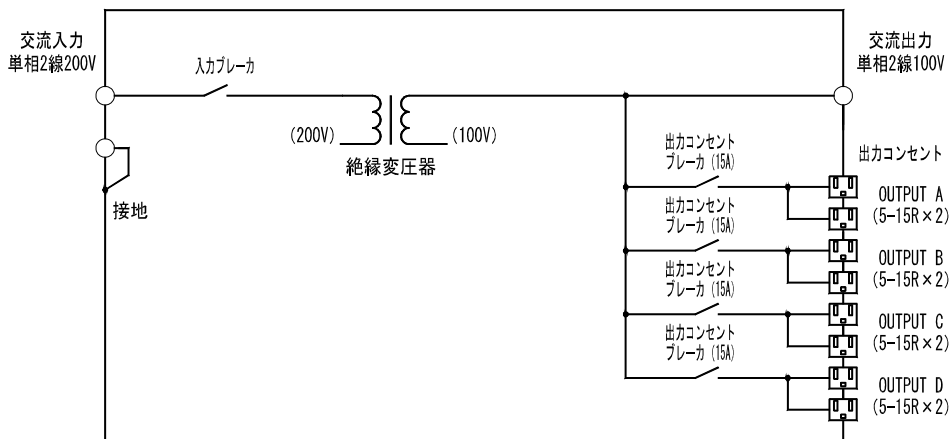 交流入力
単相2線200V
入力ブレーカ
(200V)
(100V)
絶縁変圧器
接地
交流出力
単相2線100V
出力コンセント
出力コンセント
ブレーカ (15A)
OUTPUT A
(5-15R×2)
出力コンセント
ブレーカ (15A)
OUTPUT B
(5-15R×2)
出力コンセント
ブレーカ (15A)
OUTPUT C
(5-15R×2)
出力コンセント
ブレーカ (15A)
OUTPUT D
(5-15R×2)